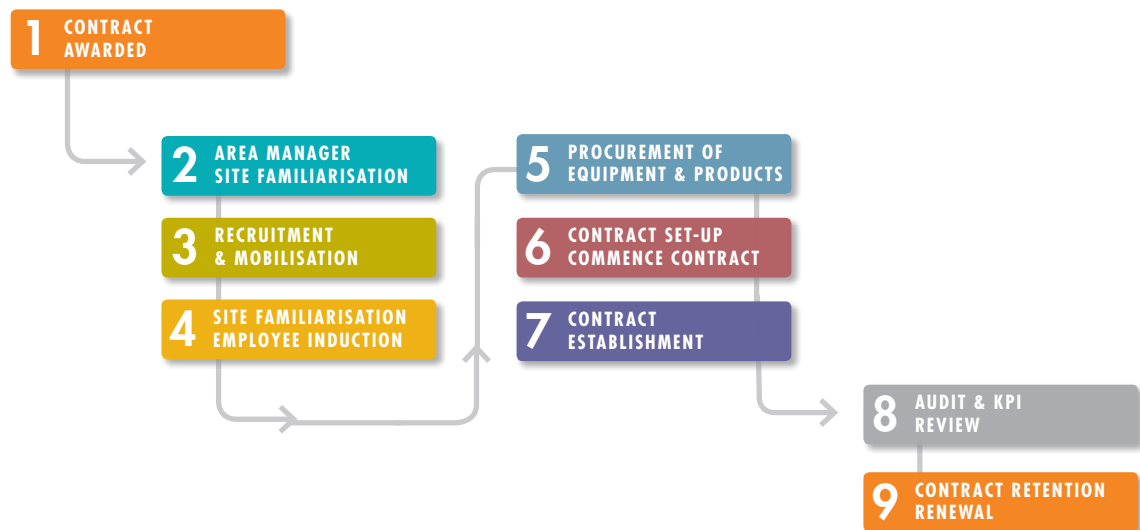 1 CONTRACT
AWARDED
2 AREA MANAGER
SITE FAMILIARISATION
3 RECRUITMENT
& MOBILISATION
4 SITE FAMILIARISATION
EMPLOYEE INDUCTION
5 PROCUREMENT OF
EQUIPMENT & PRODUCTS
6 CONTRACT SET-UP
COMMENCE CONTRACT
7 CONTRACT
ESTABLISHMENT
8 AUDIT & KPI
REVIEW
9 CONTRACT RETENTION
RENEWAL